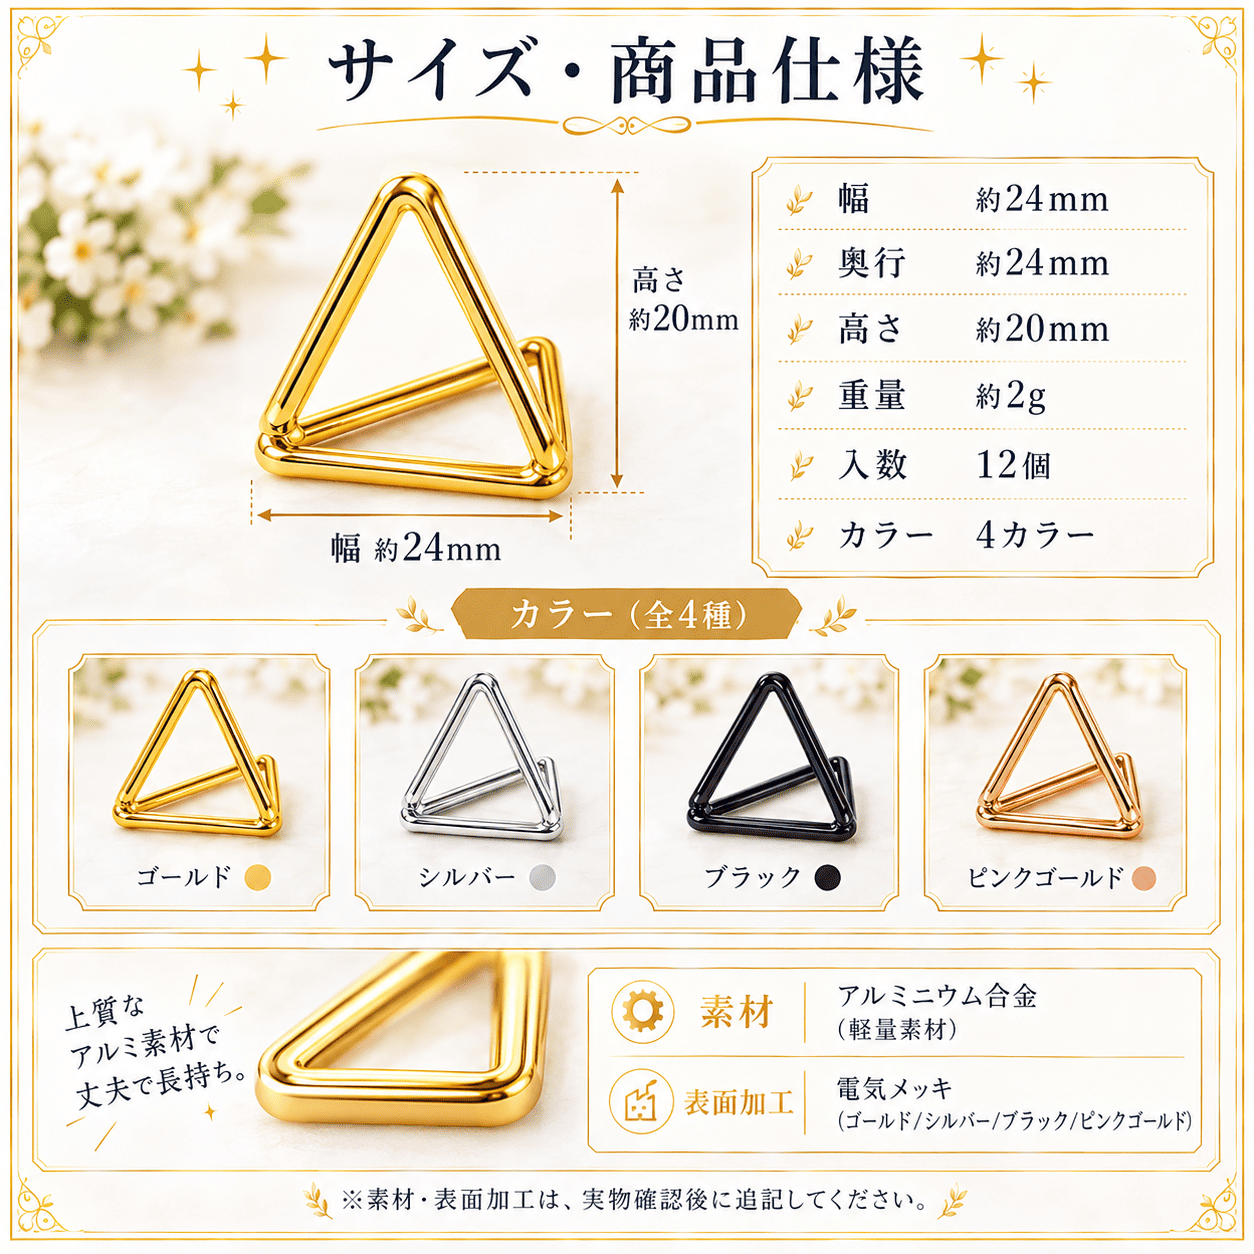 サイズ・商品仕様
高さ
約20mm
幅 約24mm
幅 約24mm
奥行 約24mm
高さ 約20mm
重量 約2g
入数 12個
カラー 4カラー
カラー（全4種）
ゴールド
シルバー
ブラック
ピンクゴールド
上質な
アルミ素材で
丈夫で長持ち。
素材
アルミニウム合金
（軽量素材）
表面加工
電気メッキ
（ゴールド/シルバー/ブラック/ピンクゴールド）
※素材・表面加工は、実物確認後に追記してください。